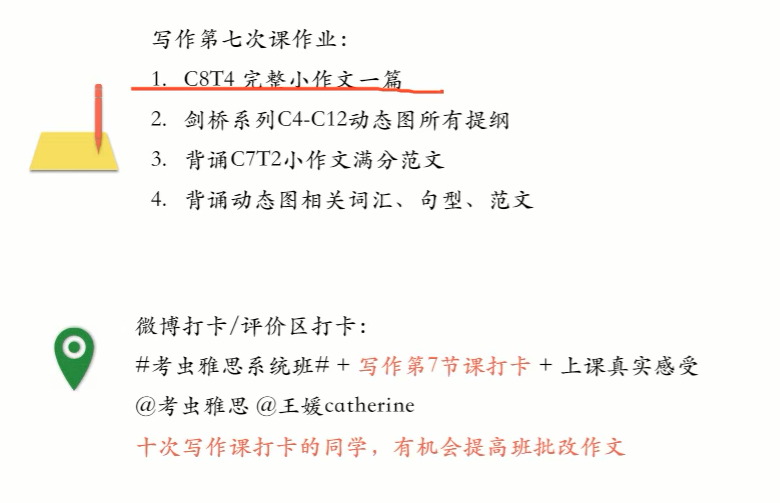 写作第七次课作业：
1. C8T4 完整小作文一篇
2. 剑桥系列C4-C12动态图所有提纲
3. 背诵C7T2小作文满分范文
4. 背诵动态图相关词汇、句型、范文
微博打卡/评价区打卡：
#考虫雅思系统班# + 写作第7节课打卡 + 上课真实感受
@考虫雅思 @王媛catherine
十次写作课打卡的同学，有机会提高班批改作文